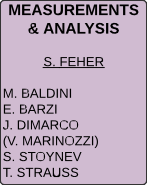 MEASUREMENTS
& ANALYSIS
S. FEHER
M. BALDINI
E. BARZI
J. DIMARCO
(V. MARINOZZI)
S. STOYNEV
T. STRAUSS